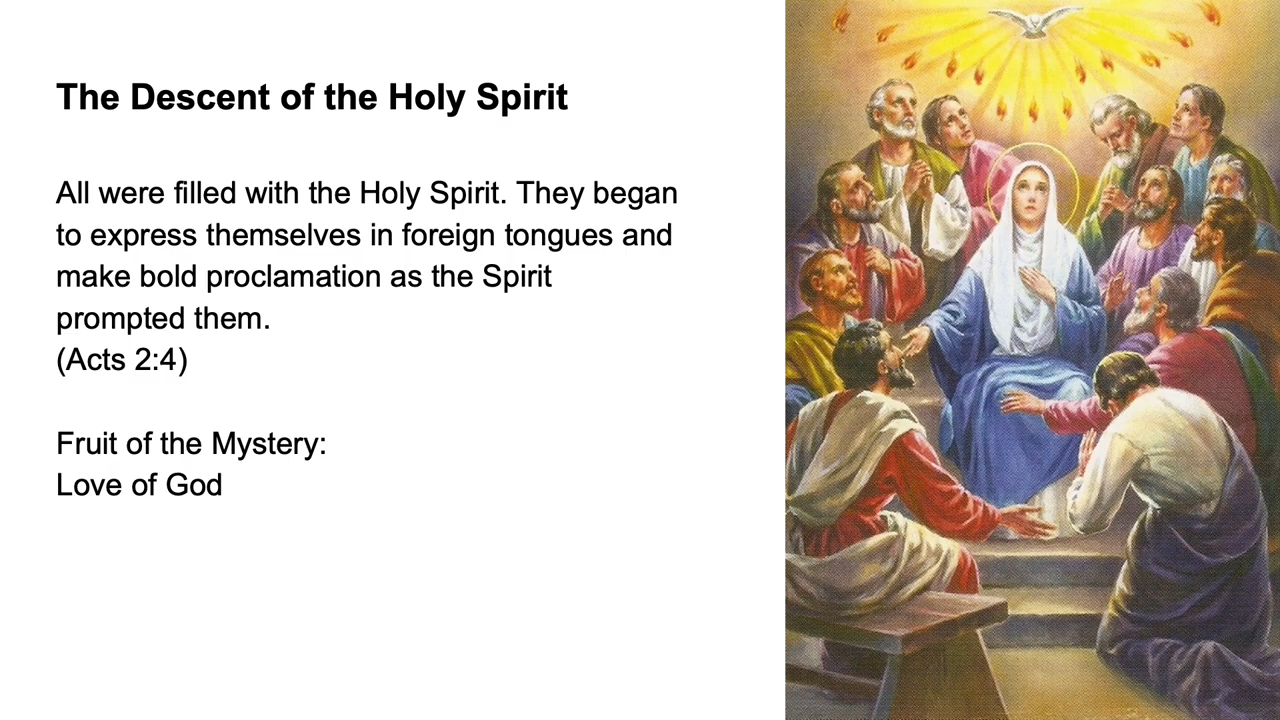 The Descent of the Holy Spirit
All were filled with the Holy Spirit. They began
to express themselves in foreign tongues and
make bold proclamation as the Spirit
prompted them.
(Acts 2:4)
Fruit of the Mystery:
Love of God